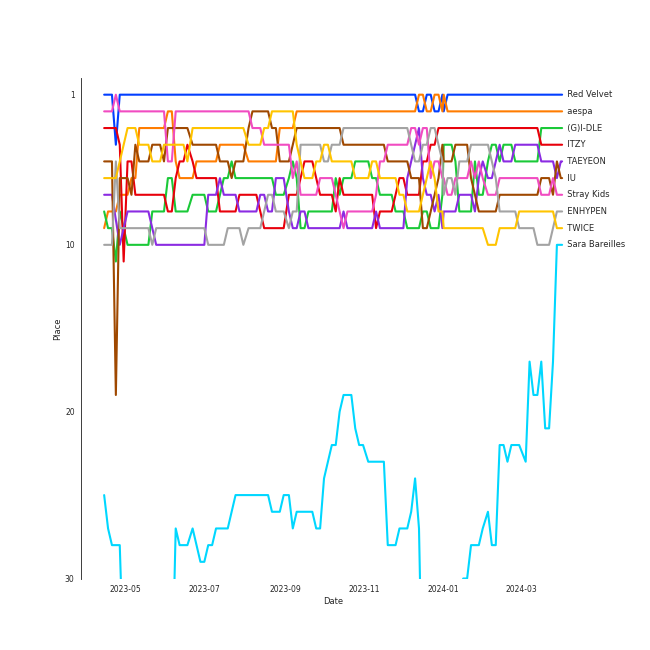 1
10
20
30
Place
2023-05
2023-07
2023-09
2023-11
2024-01
2024-03
Date
Red Velvet
aespa
(G)I-DLE
ITZY
TAEYEON
IU
Stray Kids
ENHYPEN
TWICE
Sara Bareilles